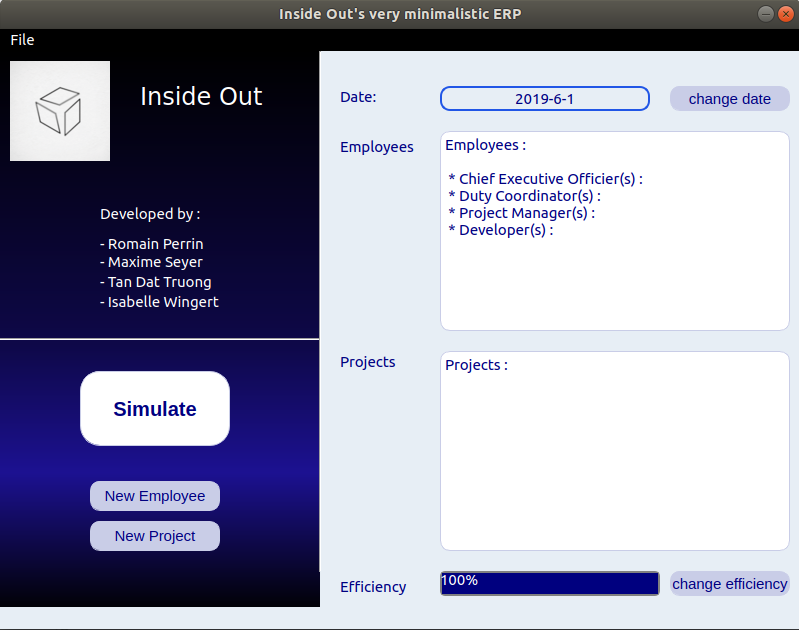 Inside Out's very minimalistic ERP
File
Inside Out
Developed by :
- Romain Perrin
- Maxime Seyer
- Tan Dat Truong
- Isabelle Wingert
Simulate
New Employee
New Project
Date:
2019-6-1
change date
Employees
Employees :
* Chief Executive Officier(s) :
* Duty Coordinator(s) :
* Project Manager(s) :
* Developer(s) :
Projects
Projects :
Efficiency
100%
change efficiency